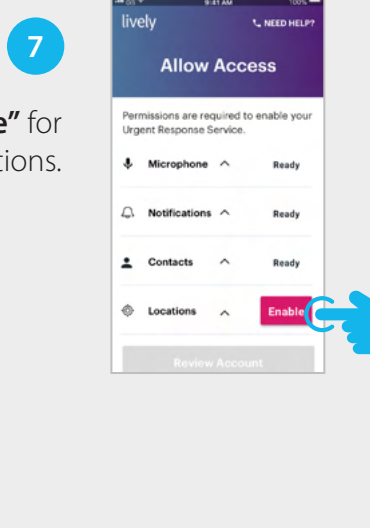 7
e” for
tions.
9:41 AM
100%
lively
NEED HELP?
Allow Access
Permissions are required to enable your
Urgent Response Service.
Microphone Ready
Notifications Ready
Contacts Ready
Locations Enable
Review Account